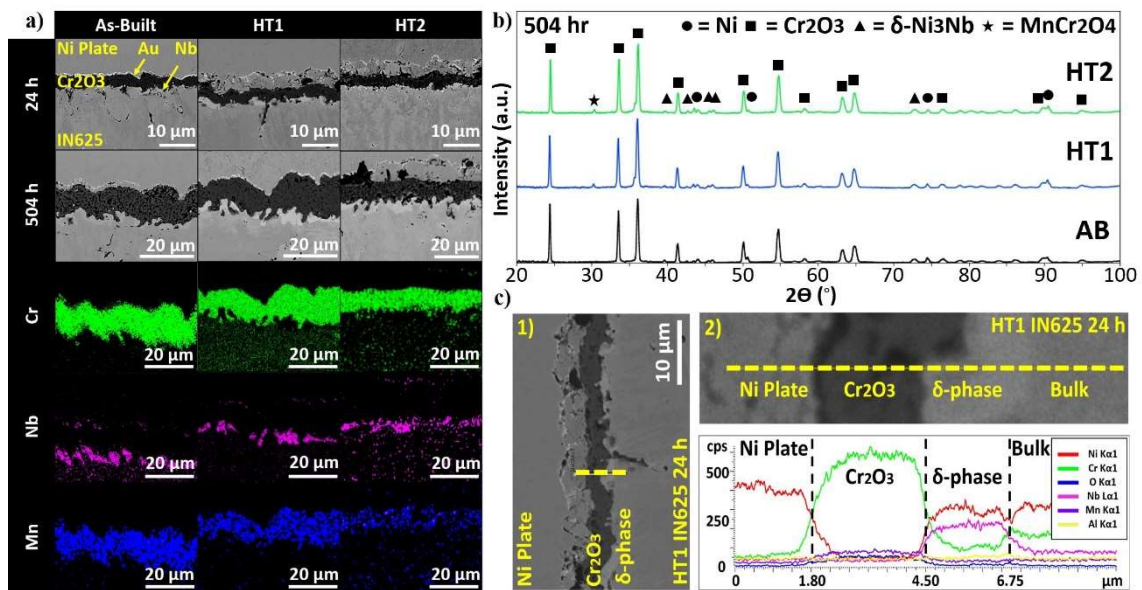 a)
As-Built HT1 HT2
24 h
Ni Plate Au Nb
Cr2O3
IN625
10 μm 10 μm 10 μm
504 h
20 μm 20 μm 20 μm
Cr
20 μm 20 μm 20 μm
Nb
20 μm 20 μm 20 μm
Mn
20 μm 20 μm 20 μm
b)
504 hr ● = Ni ■ = Cr2O3 ▲ = δ-Ni3Nb ★ = MnCr2O4
HT2
HT1
AB
Intensity (a.u.)
20 30 40 50 60 70 80 90 100
2Θ (°)
c)
1)
10 μm
Ni Plate
Cr2O3
δ-phase
HT1 IN625 24 h
2)
HT1 IN625 24 h
Ni Plate Cr2O3 δ-phase Bulk
cps
Ni Plate Cr2O3 δ-phase Bulk
500
250
0
0 1.80 4.50 6.75 μm
Ni Kα1
Cr Kα1
O Kα1
Nb Lα1
Mn Kα1
Al Kα1